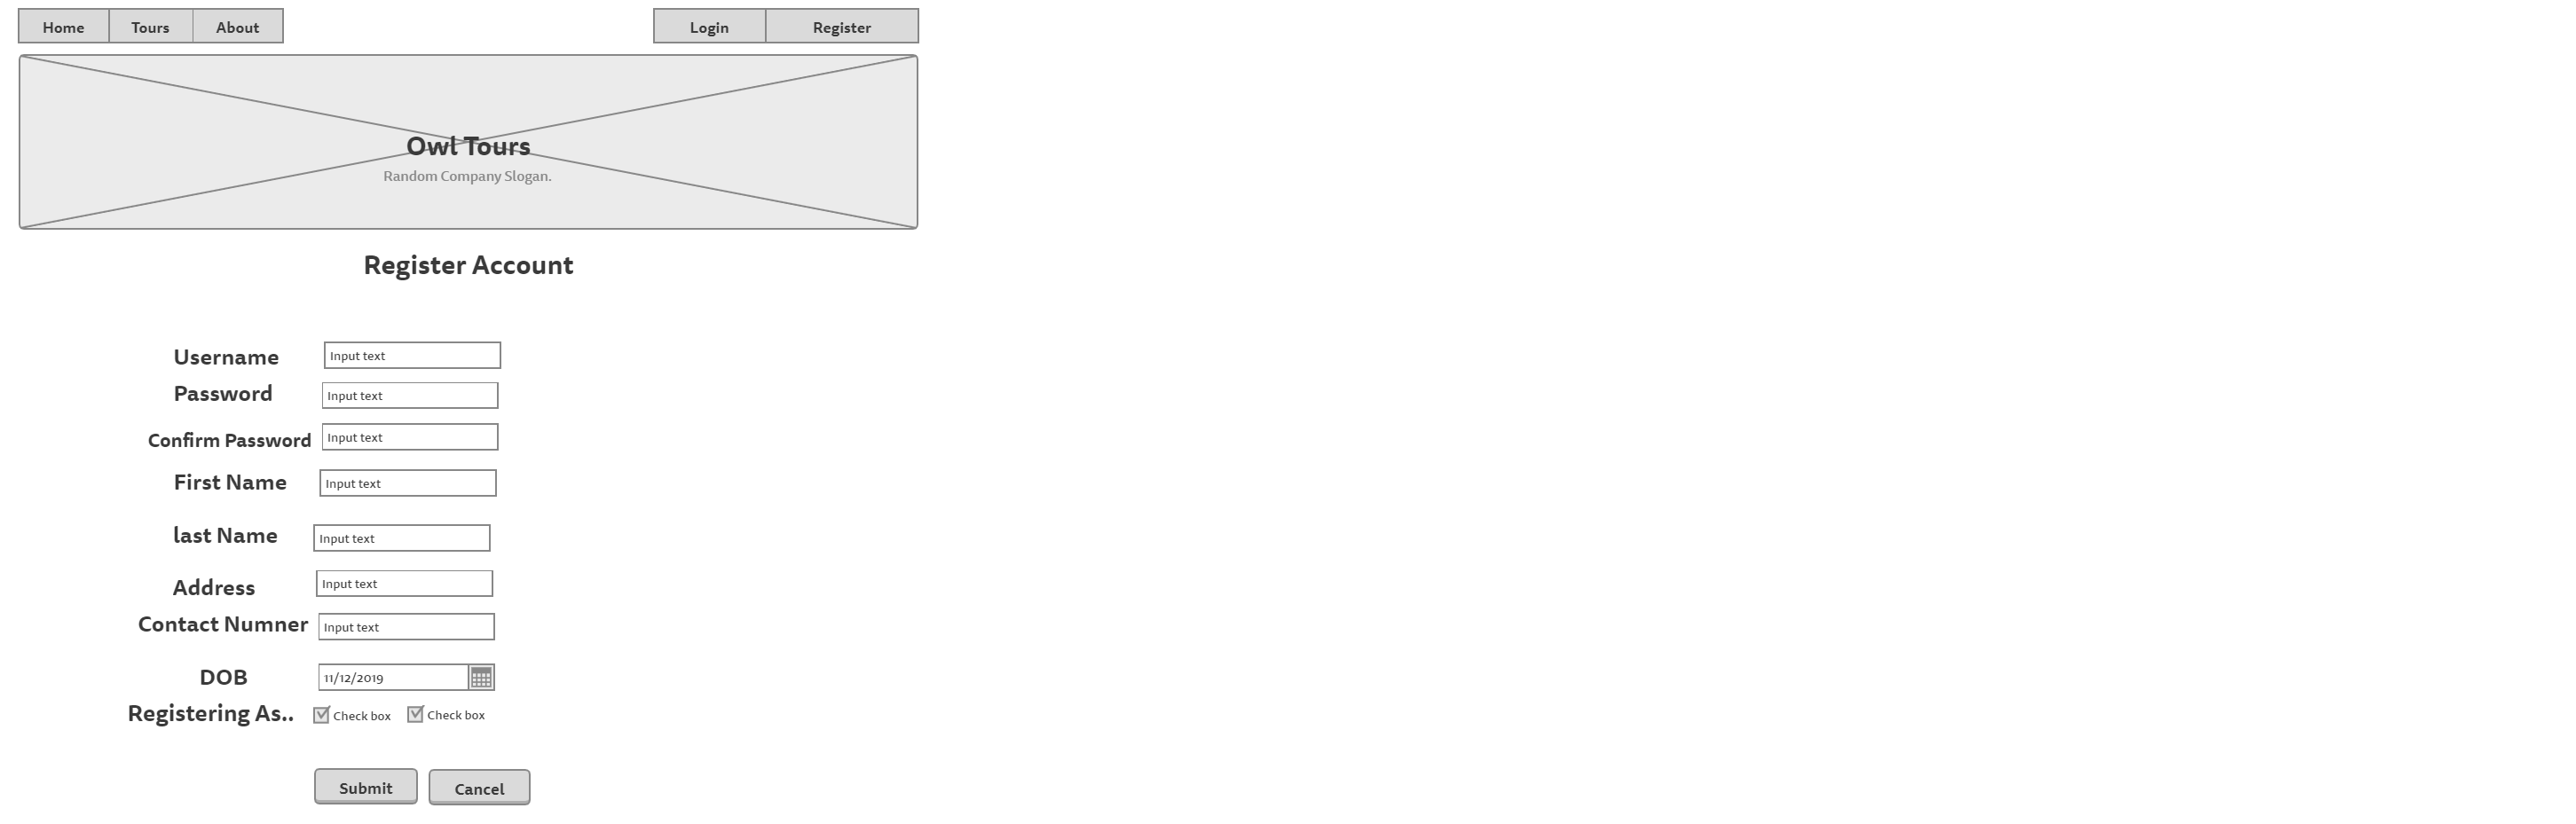 Home Tours About Login Register
Owl Tours
Random Company Slogan.
Register Account
Username Input text
Password Input text
Confirm Password Input text
First Name Input text
last Name Input text
Address Input text
Contact Numner Input text
DOB 11/12/2019
Registering As.. Check box Check box
Submit Cancel